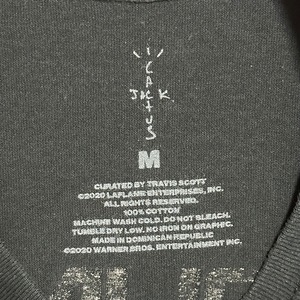 CACTUS
JACK
M
CURATED BY TRAVIS SCOTT
©2020 LAFLANE ENTERPRISES, INC.
ALL RIGHTS RESERVED.
100% COTTON
MACHINE WASH COLD. DO NOT BLEACH.
TUMBLE DRY LOW. NO IRON ON GRAPHIC.
MADE IN DOMINICAN REPUBLIC
©2020 WARNER BROS. ENTERTAINMENT INC.